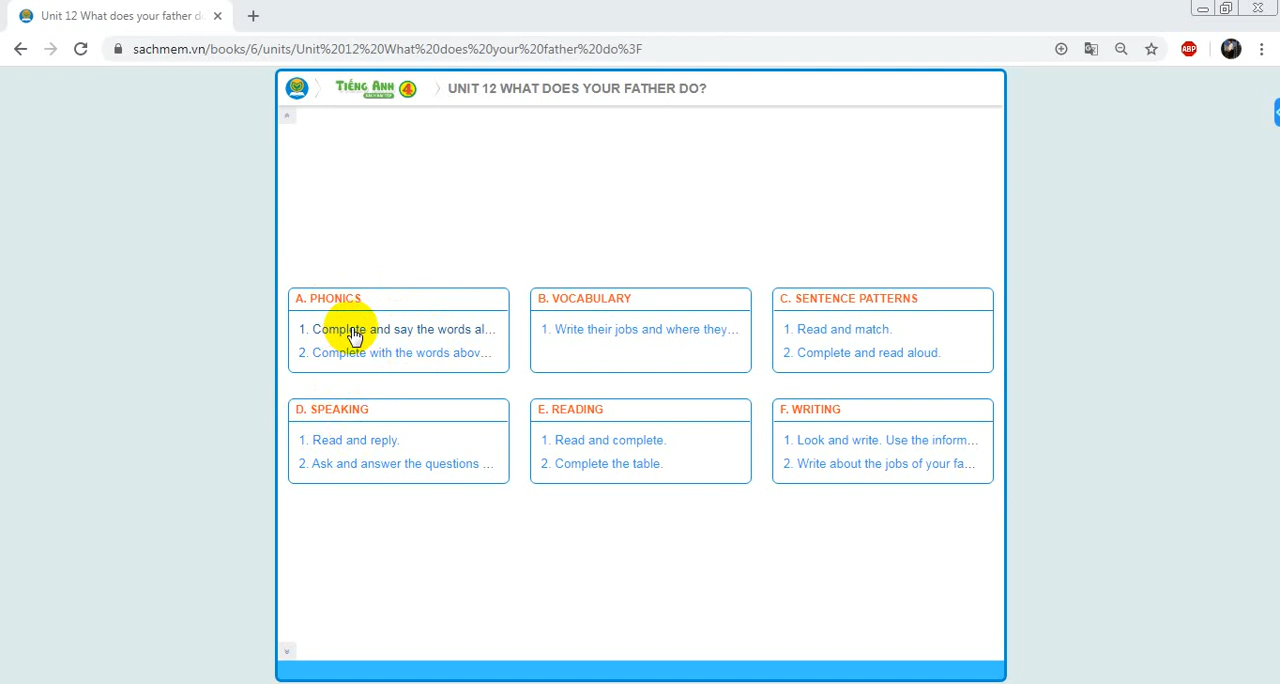 Unit 12 What does your father do
sachmem.vn/books/6/units/Unit%2012%20What%20does%20your%20father%20do%3F
ABP
TIẾNG ANH 4
UNIT 12 WHAT DOES YOUR FATHER DO?
A. PHONICS
1. Complete and say the words al...
2. Complete with the words abov...
B. VOCABULARY
1. Write their jobs and where they...
C. SENTENCE PATTERNS
1. Read and match.
2. Complete and read aloud.
D. SPEAKING
1. Read and reply.
2. Ask and answer the questions ...
E. READING
1. Read and complete.
2. Complete the table.
F. WRITING
1. Look and write. Use the inform...
2. Write about the jobs of your fa...